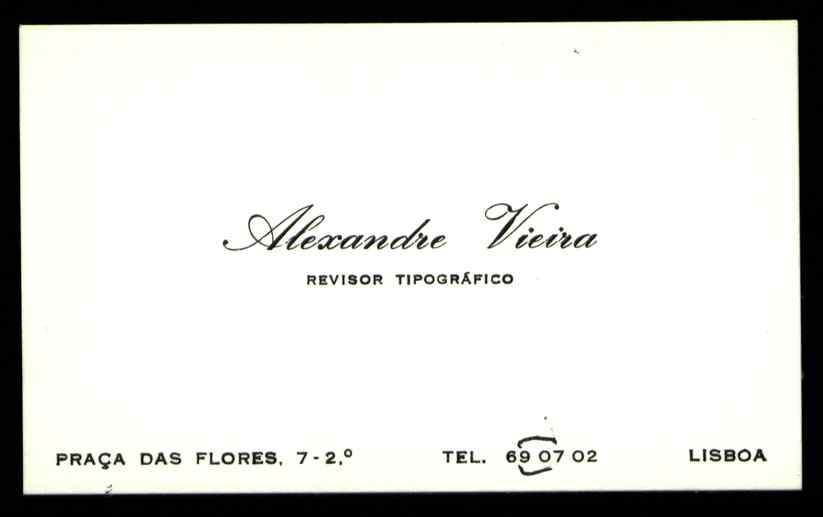 Alexandre Vieira
REVISOR TIPOGRÁFICO
PRAÇA DAS FLORES, 7-2,º TEL. 69 07 02 LISBOA